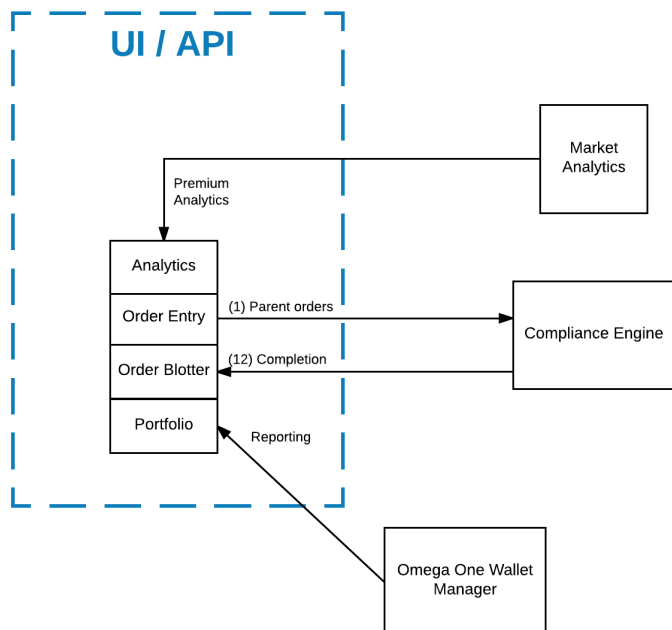 UI / API
Market
Analytics
Premium
Analytics
Analytics
(1) Parent orders
Order Entry
Compliance Engine
(12) Completion
Order Blotter
Portfolio
Reporting
Omega One Wallet
Manager